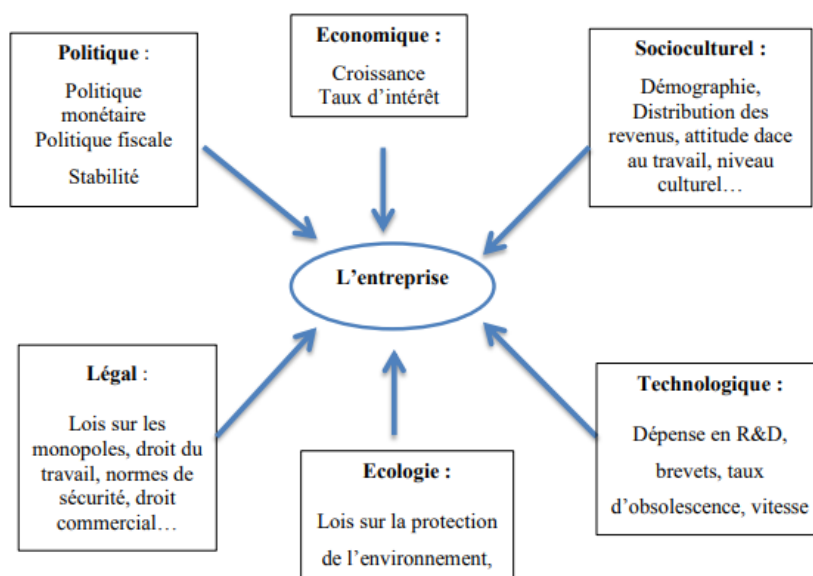 Politique :
Politique
monétaire
Politique fiscale
Stabilité
Economique :
Croissance
Taux d’intérêt
Socioculturel :
Démographie,
Distribution des
revenus, attitude dace
au travail, niveau
culturel…
L’entreprise
Légal :
Lois sur les
monopoles, droit du
travail, normes de
sécurité, droit
commercial…
Ecologie :
Lois sur la protection
de l’environnement,
Technologique :
Dépense en R&D,
brevets, taux
d’obsolescence, vitesse